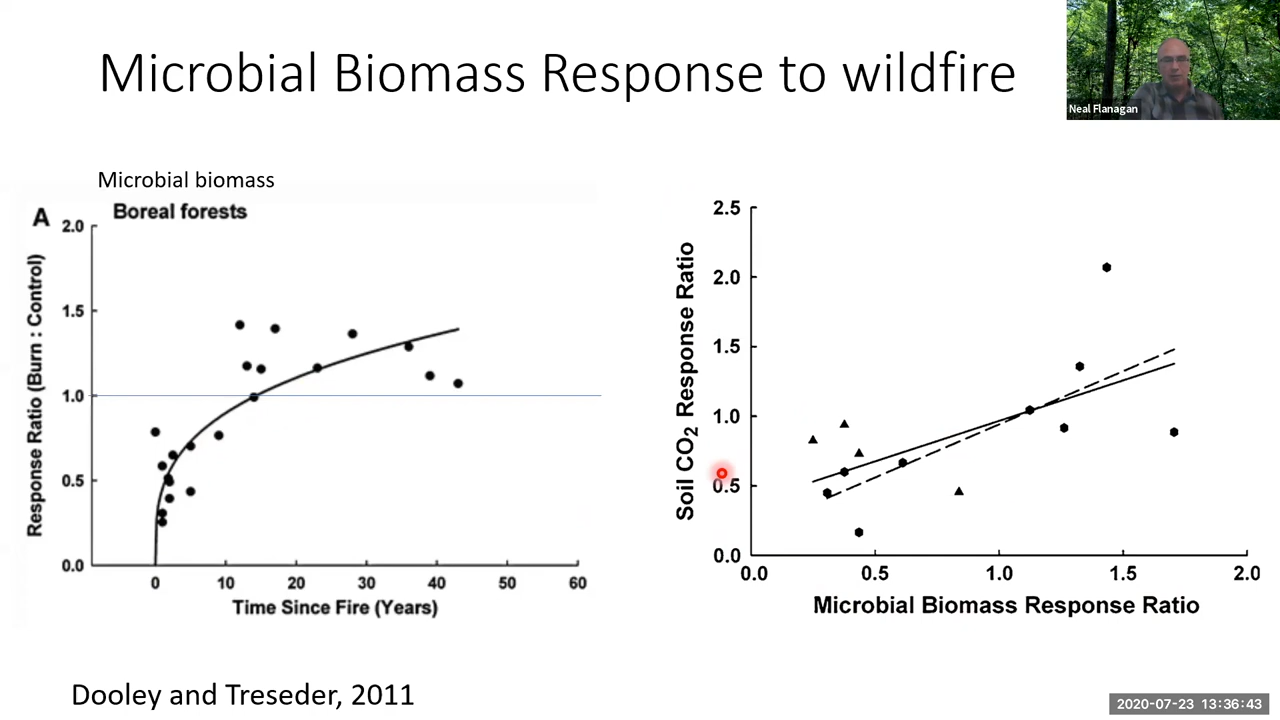 Microbial Biomass Response to wildfire
Neal Flanagan
Microbial biomass
A
Boreal forests
Response Ratio (Burn : Control)
2.0
1.5
1.0
0.5
0.0
0 10 20 30 40 50 60
Time Since Fire (Years)
Soil CO2 Response Ratio
2.5
2.0
1.5
1.0
0.5
0.0
0.0 0.5 1.0 1.5 2.0
Microbial Biomass Response Ratio
Dooley and Treseder, 2011
2020-07-23 13:36:43